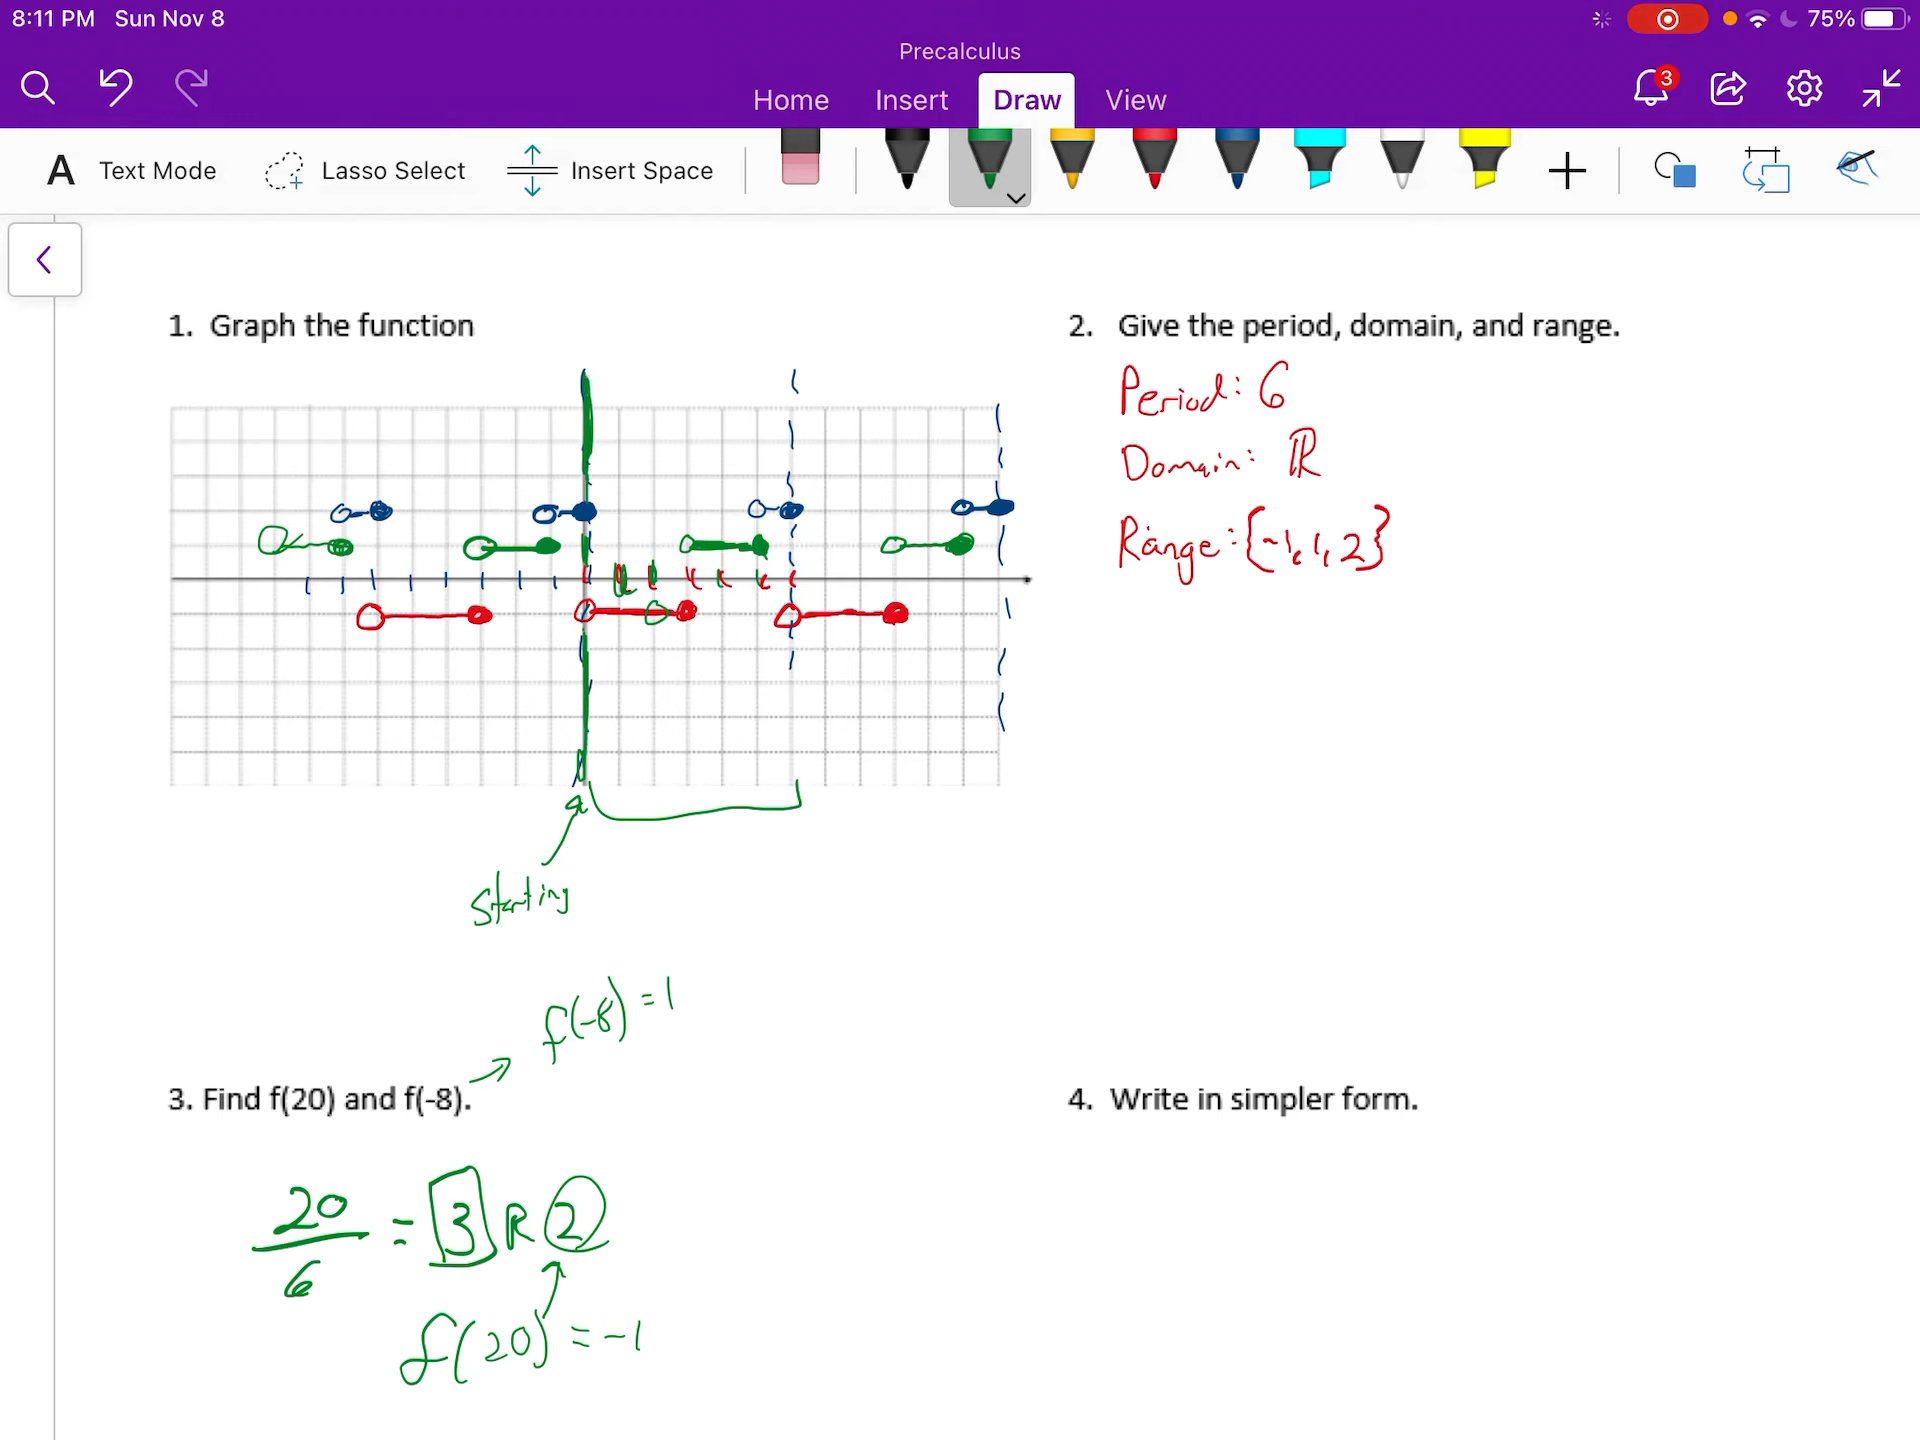 8:11 PM Sun Nov 8
75%
Precalculus
Home Insert Draw View
3
A Text Mode Lasso Select Insert Space
1. Graph the function
2. Give the period, domain, and range.
Period: 6
Domain: ℝ
Range: {-1, 1, 2}
Starting
f(-8) = 1
3. Find f(20) and f(-8).
4. Write in simpler form.
20/6 = 3 R 2
f(20) = -1